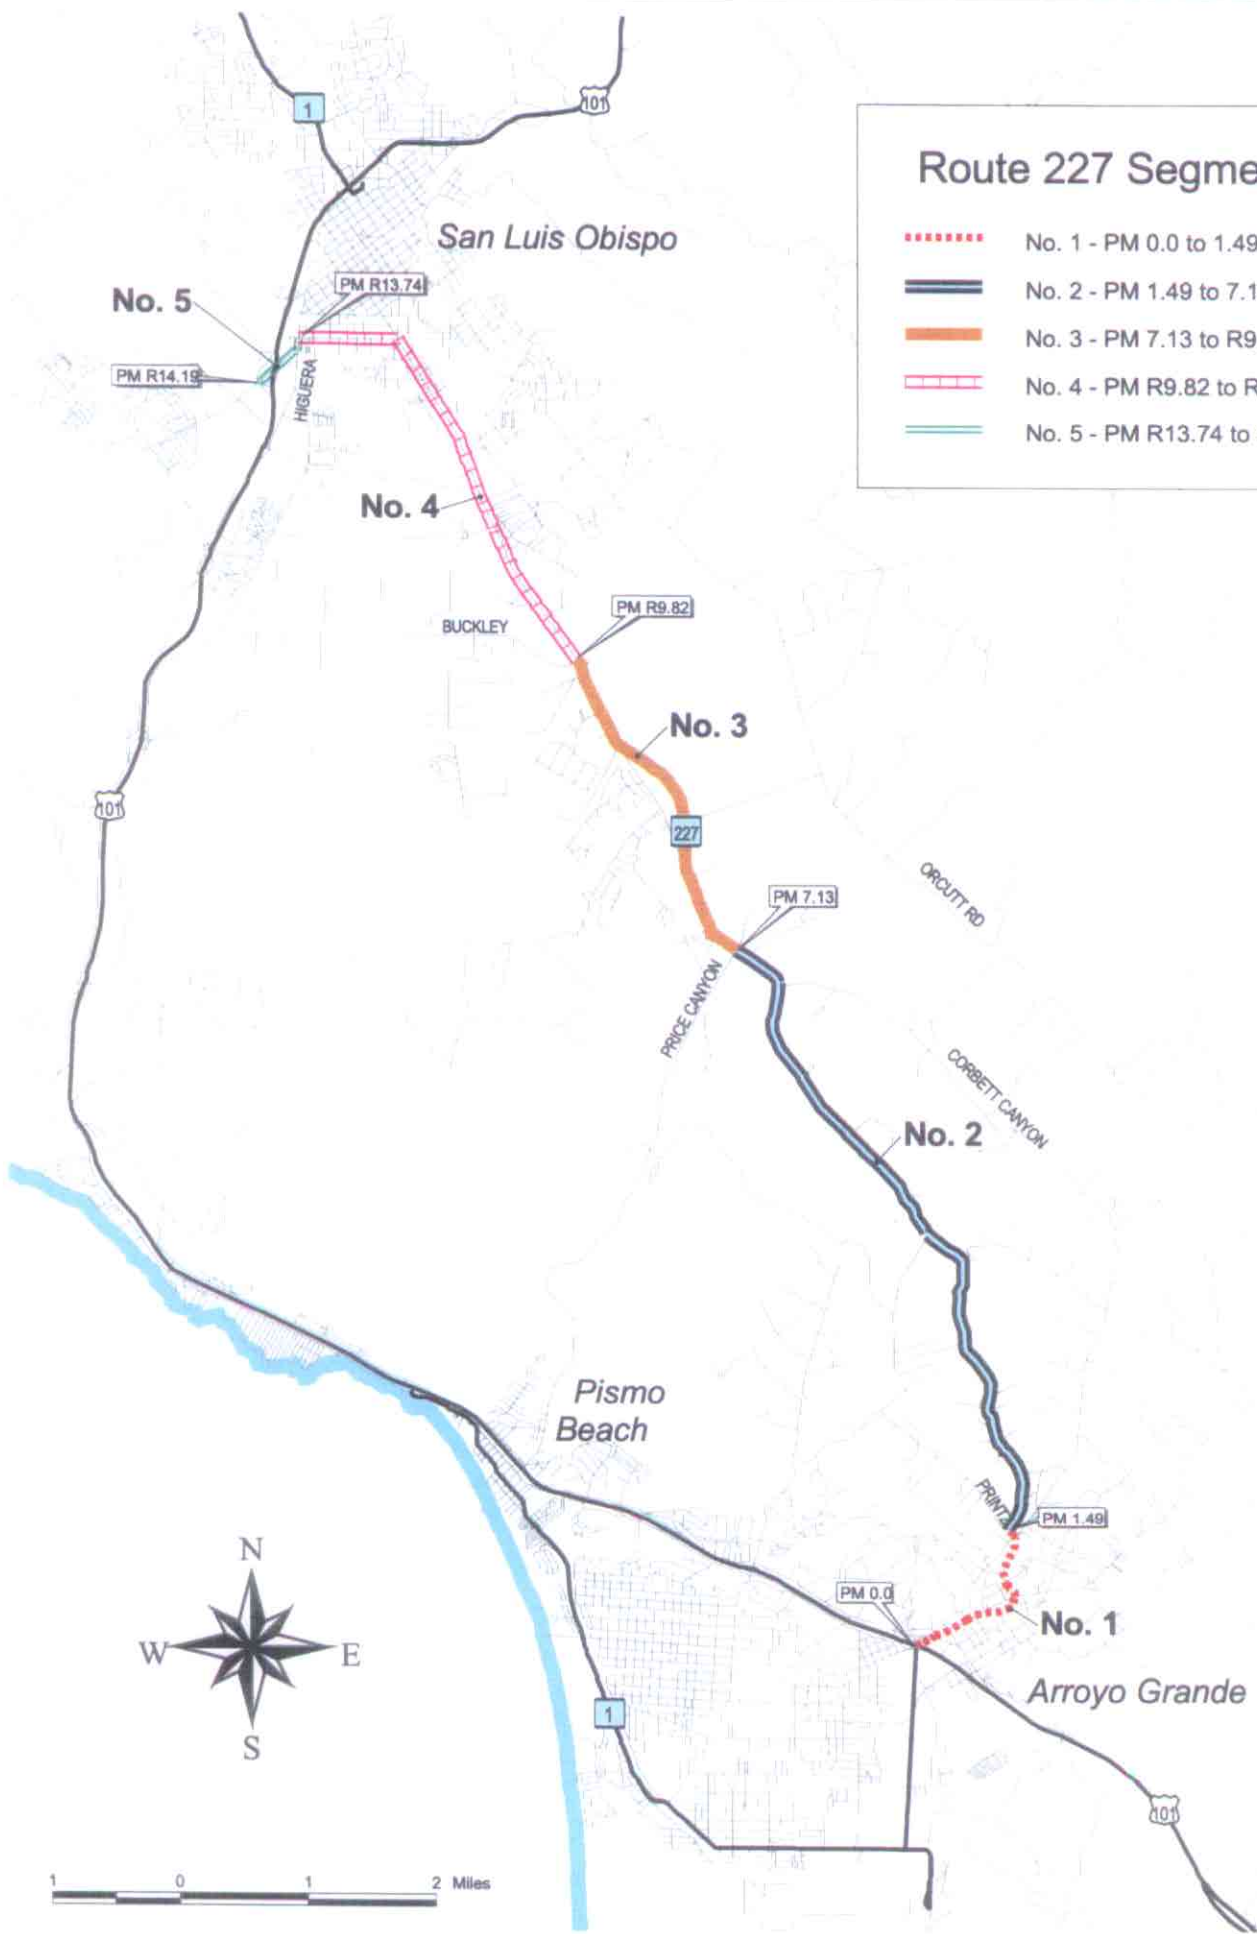 1
101
Route 227 Segme
San Luis Obispo
No. 1 - PM 0.0 to 1.49
No. 2 - PM 1.49 to 7.1
No. 3 - PM 7.13 to R9
No. 4 - PM R9.82 to R
No. 5 - PM R13.74 to
PM R13.74
No. 5
PM R14.19
HIGUERA
No. 4
PM R9.82
BUCKLEY
No. 3
101
227
ORCUTT RD
PM 7.13
PRICE CANYON
CORBETT CANYON
No. 2
Pismo
Beach
PRINTZ
PM 1.49
N
W
E
S
PM 0.0
No. 1
Arroyo Grande
1
101
1 0 1 2 Miles